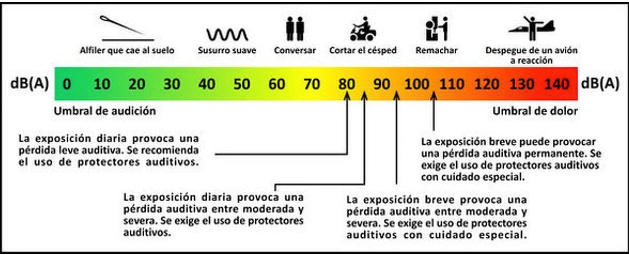 Alfiler que cae al suelo Susurro suave Conversar Cortar el césped Remachar Despegue de un avión
a reacción
dB(A) 0 10 20 30 40 50 60 70 80 90 100 110 120 130 140 dB(A)
Umbral de audición Umbral de dolor
La exposición diaria provoca una
pérdida leve auditiva. Se recomienda
el uso de protectores auditivos.
La exposición breve puede provocar
una pérdida auditiva permanente. Se
exige el uso de protectores auditivos
con cuidado especial.
La exposición diaria provoca una
pérdida auditiva entre moderada y
severa. Se exige el uso de protectores
auditivos.
La exposición breve provoca una
pérdida auditiva entre moderada y
severa. Se exige el uso de protectores
auditivos con cuidado especial.